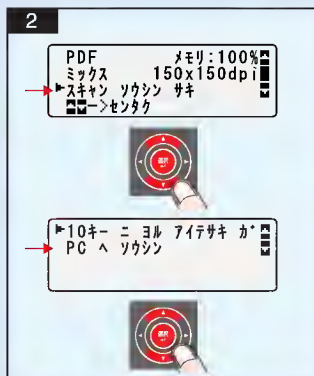 2
PDF メモリ:100%
ミックス 150x150dpi
スキャン ソウシン サキ
->センタク
選択
10キー ニ ヨル アイテサキ ガ
PC ヘ ソウシン
選択